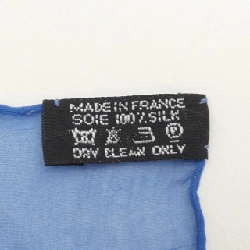 MADE IN FRANCE
SOIE 100% SILK
DRY CLEAN ONLY